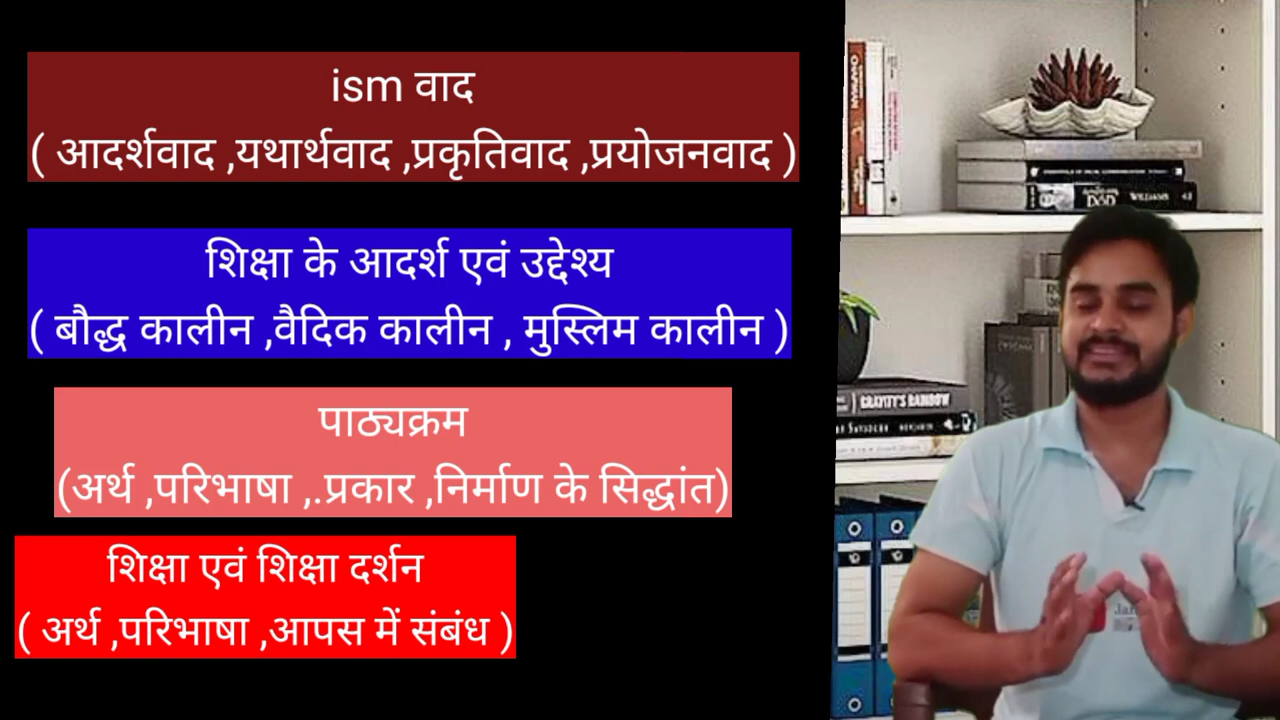 ism वाद
( आदर्शवाद ,यथार्थवाद ,प्रकृतिवाद ,प्रयोजनवाद )
शिक्षा के आदर्श एवं उद्देश्य
( बौद्ध कालीन ,वैदिक कालीन , मुस्लिम कालीन )
पाठ्यक्रम
(अर्थ ,परिभाषा ,.प्रकार ,निर्माण के सिद्धांत)
शिक्षा एवं शिक्षा दर्शन
( अर्थ ,परिभाषा ,आपस में संबंध )
WILLIAMS
GRAVITY'S RAINBOW